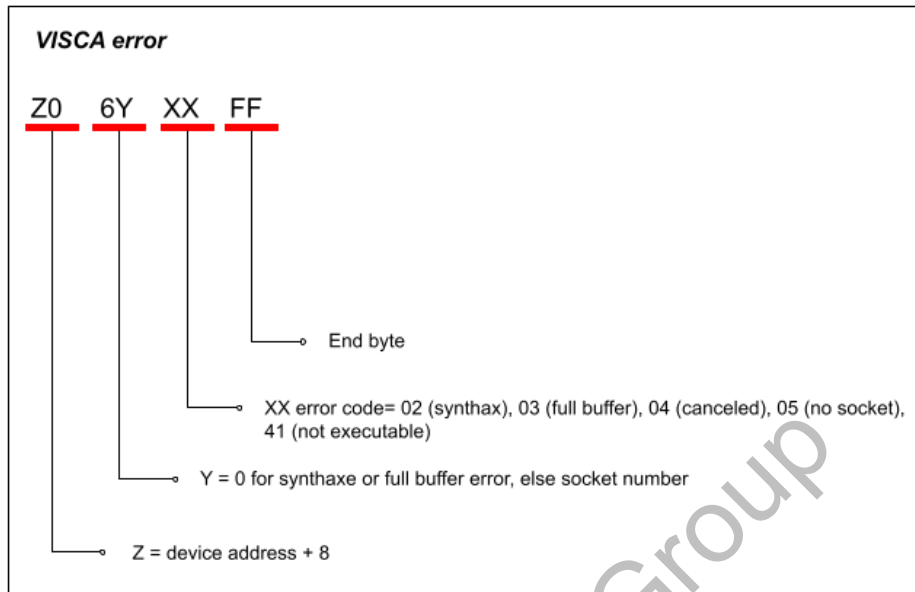 VISCA error
Z0 6Y XX FF
End byte
XX error code= 02 (synthax), 03 (full buffer), 04 (canceled), 05 (no socket),
41 (not executable)
Y = 0 for synthaxe or full buffer error, else socket number
Z = device address + 8
Group